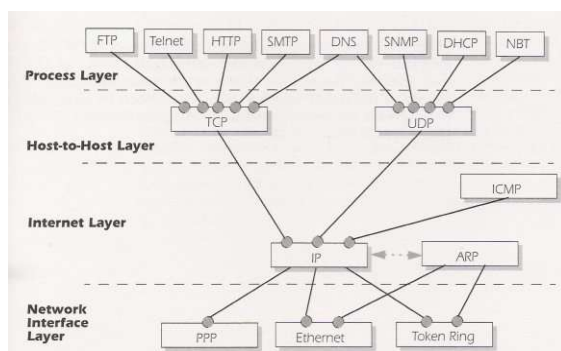 FTP
Telnet
HTTP
SMTP
DNS
SNMP
DHCP
NBT
Process Layer
TCP
UDP
Host-to-Host Layer
ICMP
Internet Layer
IP
ARP
Network
Interface
Layer
PPP
Ethernet
Token Ring